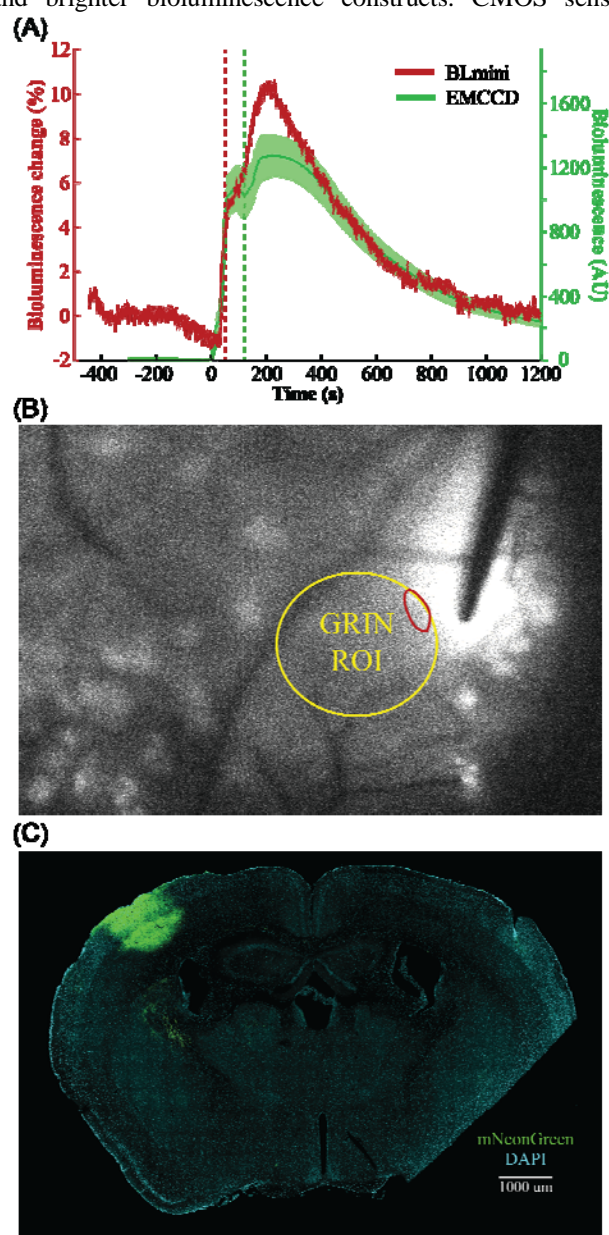 and brighter bioluminescence constructs. CMOS sens
(A)
12
10
8
6
4
2
0
-2
Bioluminescence change (%)
BLmini
EMCCD
1600
1200
800
400
0
Bioluminescence (AU)
-400 -200 0 200 400 600 800 1000 1200
Time (s)
(B)
GRIN
ROI
(C)
mNeonGreen
DAPI
1000 um